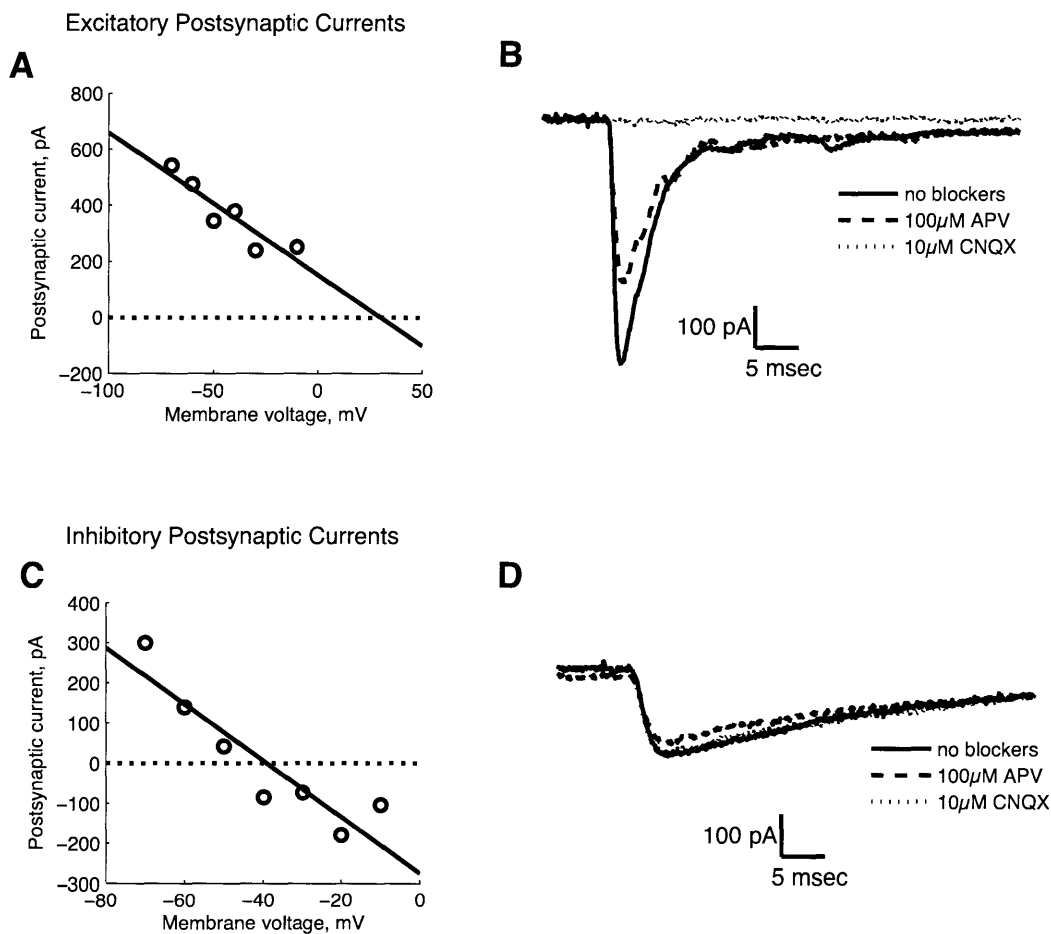 Excitatory Postsynaptic Currents
A
800
600
400
200
0
−200
−100
−50
0
50
Postsynaptic current, pA
Membrane voltage, mV
B
no blockers
100μM APV
10μM CNQX
100 pA
5 msec
Inhibitory Postsynaptic Currents
C
400
300
200
100
0
−100
−200
−300
−80
−60
−40
−20
0
Postsynaptic current, pA
Membrane voltage, mV
D
no blockers
100μM APV
10μM CNQX
100 pA
5 msec